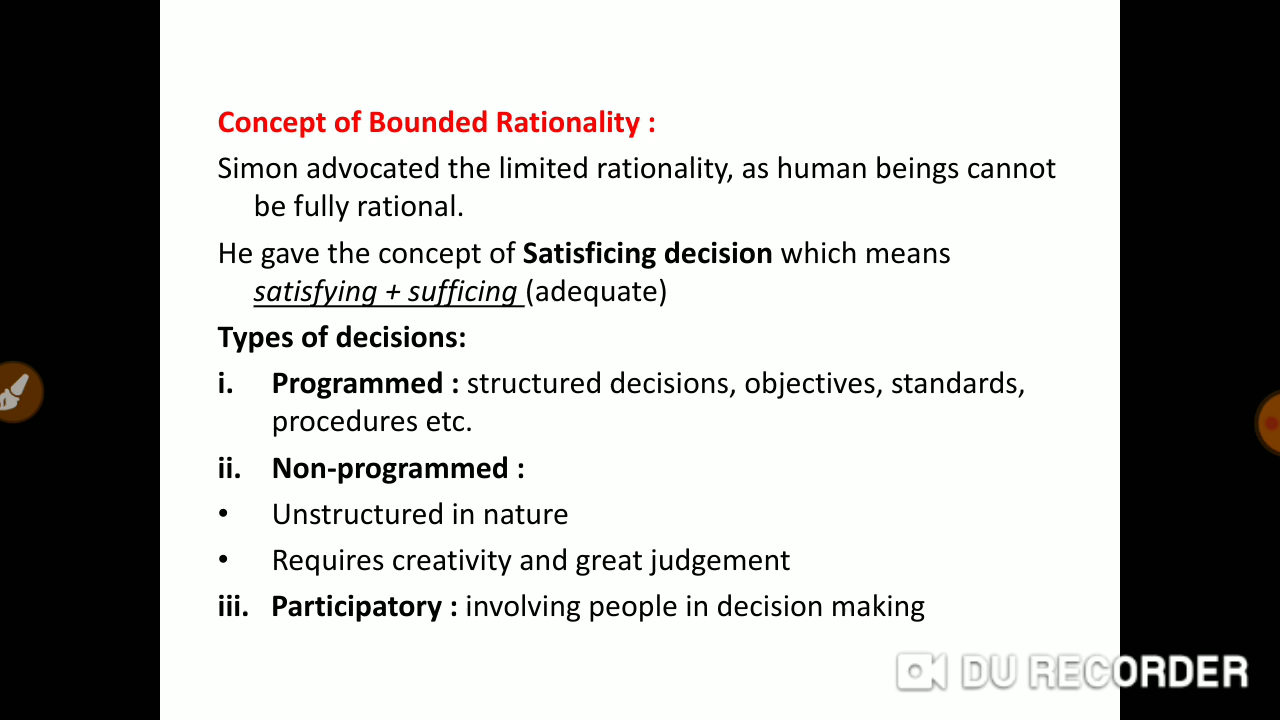 Concept of Bounded Rationality :
Simon advocated the limited rationality, as human beings cannot
be fully rational.
He gave the concept of Satisficing decision which means
satisfying + sufficing (adequate)
Types of decisions:
i. Programmed : structured decisions, objectives, standards,
procedures etc.
ii. Non-programmed :
• Unstructured in nature
• Requires creativity and great judgement
iii. Participatory : involving people in decision making
DU RECORDER